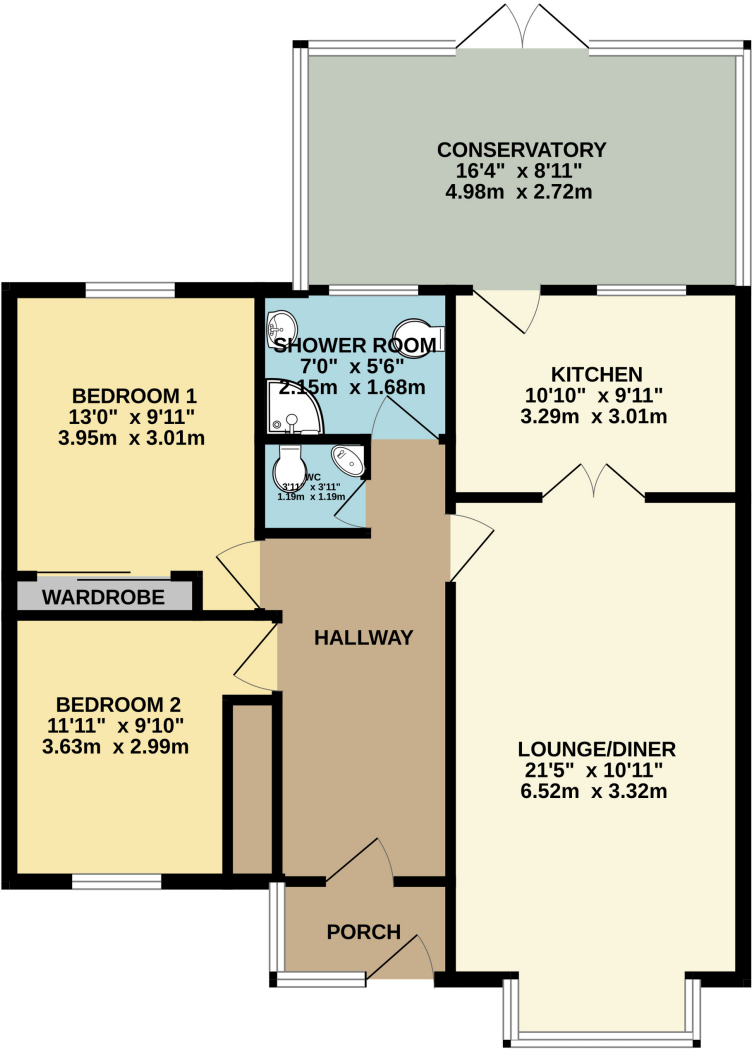 CONSERVATORY
16'4" x 8'11"
4.98m x 2.72m
SHOWER ROOM
7'0" x 5'6"
2.15m x 1.68m
KITCHEN
10'10" x 9'11"
3.29m x 3.01m
BEDROOM 1
13'0" x 9'11"
3.95m x 3.01m
WC
3'11" x 3'11"
1.19m x 1.19m
WARDROBE
HALLWAY
BEDROOM 2
11'11" x 9'10"
3.63m x 2.99m
LOUNGE/DINER
21'5" x 10'11"
6.52m x 3.32m
PORCH